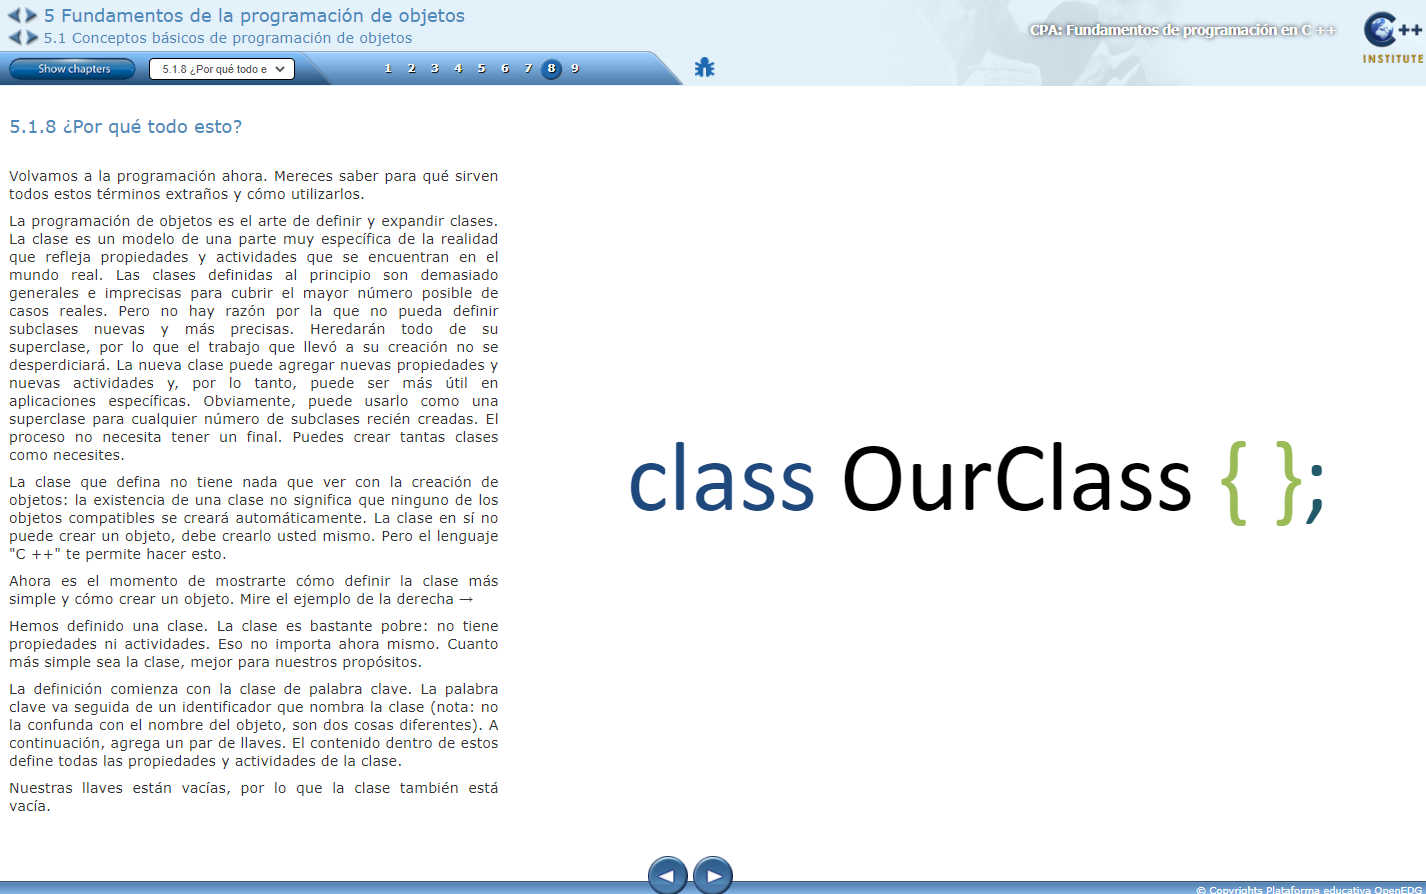 5 Fundamentos de la programación de objetos
5.1 Conceptos básicos de programación de objetos
CPA: Fundamentos de programación en C ++
C++
INSTITUTE
Show chapters
5.1.8 ¿Por qué todo e
1 2 3 4 5 6 7 8 9
5.1.8 ¿Por qué todo esto?
Volvamos a la programación ahora. Mereces saber para qué sirven
todos estos términos extraños y cómo utilizarlos.
La programación de objetos es el arte de definir y expandir clases.
La clase es un modelo de una parte muy específica de la realidad
que refleja propiedades y actividades que se encuentran en el
mundo real. Las clases definidas al principio son demasiado
generales e imprecisas para cubrir el mayor número posible de
casos reales. Pero no hay razón por la que no pueda definir
subclases nuevas y más precisas. Heredarán todo de su
superclase, por lo que el trabajo que llevó a su creación no se
desperdiciará. La nueva clase puede agregar nuevas propiedades y
nuevas actividades y, por lo tanto, puede ser más útil en
aplicaciones específicas. Obviamente, puede usarlo como una
superclase para cualquier número de subclases recién creadas. El
proceso no necesita tener un final. Puedes crear tantas clases
como necesites.
La clase que defina no tiene nada que ver con la creación de
objetos: la existencia de una clase no significa que ninguno de los
objetos compatibles se creará automáticamente. La clase en sí no
puede crear un objeto, debe crearlo usted mismo. Pero el lenguaje
"C ++" te permite hacer esto.
Ahora es el momento de mostrarte cómo definir la clase más
simple y cómo crear un objeto. Mire el ejemplo de la derecha →
Hemos definido una clase. La clase es bastante pobre: no tiene
propiedades ni actividades. Eso no importa ahora mismo. Cuanto
más simple sea la clase, mejor para nuestros propósitos.
La definición comienza con la clase de palabra clave. La palabra
clave va seguida de un identificador que nombra la clase (nota: no
la confunda con el nombre del objeto, son dos cosas diferentes). A
continuación, agrega un par de llaves. El contenido dentro de estos
define todas las propiedades y actividades de la clase.
Nuestras llaves están vacías, por lo que la clase también está
vacía.
class OurClass { };
© Copyrights Plataforma educativa OpenEDG